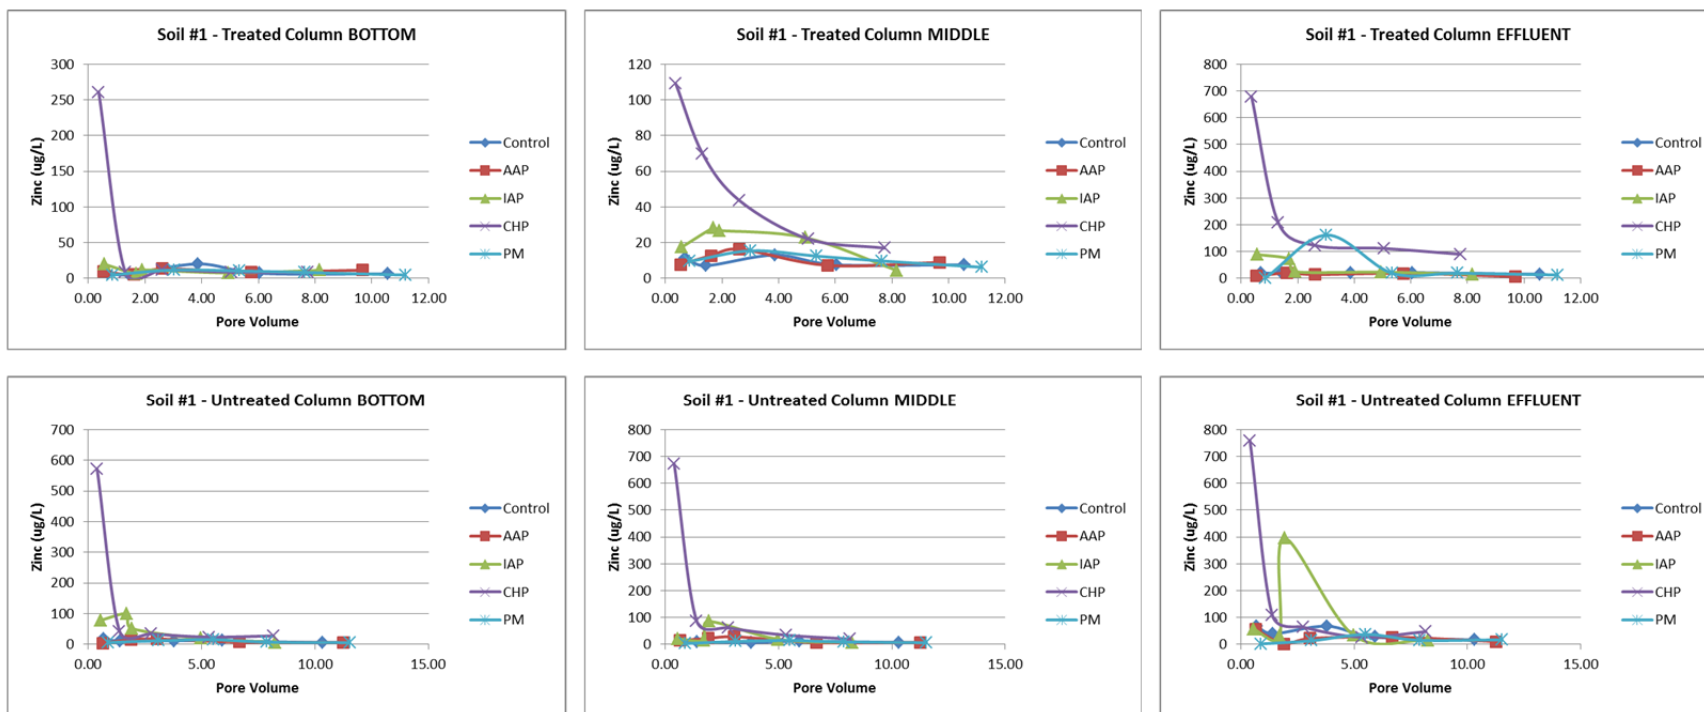 Soil #1 - Treated Column BOTTOM
300
250
200
150
100
50
0
Zinc (ug/L)
0.00 2.00 4.00 6.00 8.00 10.00 12.00
Pore Volume
Control
AAP
IAP
CHP
PM
Soil #1 - Treated Column MIDDLE
120
100
80
60
40
20
0
Zinc (ug/L)
0.00 2.00 4.00 6.00 8.00 10.00 12.00
Pore Volume
Control
AAP
IAP
CHP
PM
Soil #1 - Treated Column EFFLUENT
800
700
600
500
400
300
200
100
0
Zinc (ug/L)
0.00 2.00 4.00 6.00 8.00 10.00 12.00
Pore Volume
Control
AAP
IAP
CHP
PM
Soil #1 - Untreated Column BOTTOM
700
600
500
400
300
200
100
0
Zinc (ug/L)
0.00 5.00 10.00 15.00
Pore Volume
Control
AAP
IAP
CHP
PM
Soil #1 - Untreated Column MIDDLE
800
700
600
500
400
300
200
100
0
Zinc (ug/L)
0.00 5.00 10.00 15.00
Pore Volume
Control
AAP
IAP
CHP
PM
Soil #1 - Untreated Column EFFLUENT
800
700
600
500
400
300
200
100
0
Zinc (ug/L)
0.00 5.00 10.00 15.00
Pore Volume
Control
AAP
IAP
CHP
PM